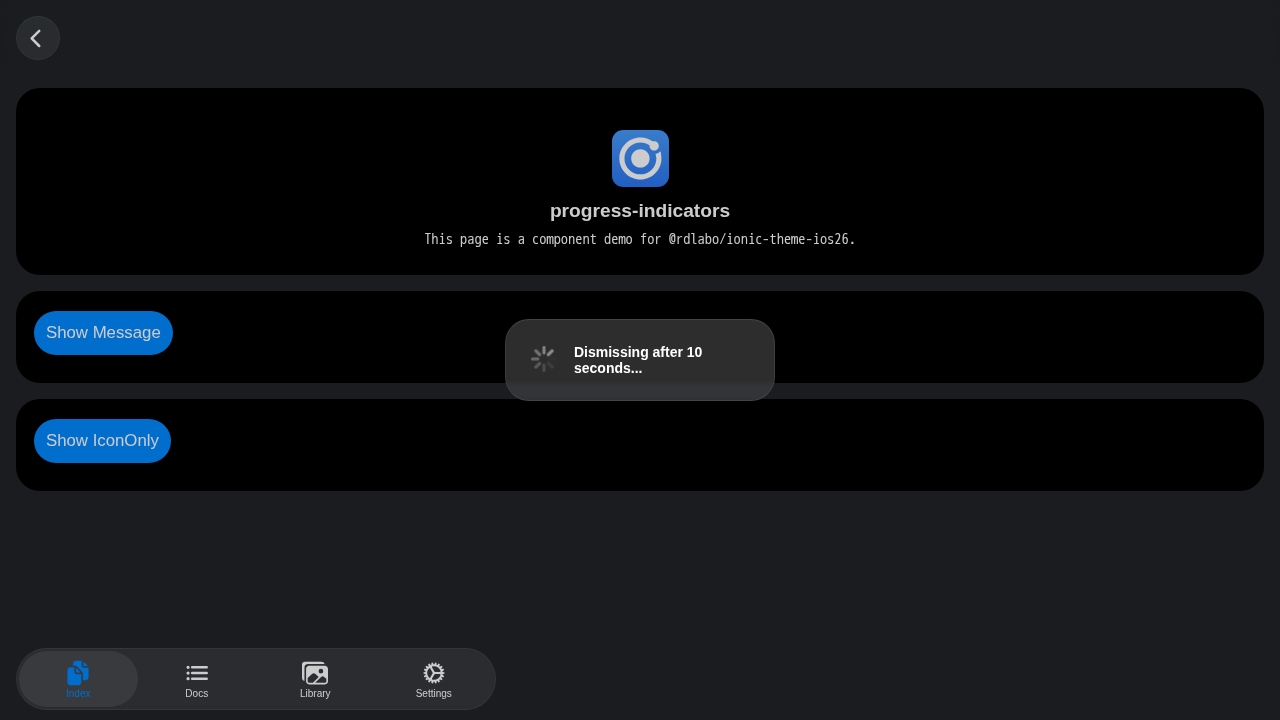 progress-indicators
This page is a component demo for @rdlabo/ionic-theme-ios26.
Show Message
Dismissing after 10
seconds...
Show IconOnly
Index
Docs
Library
Settings